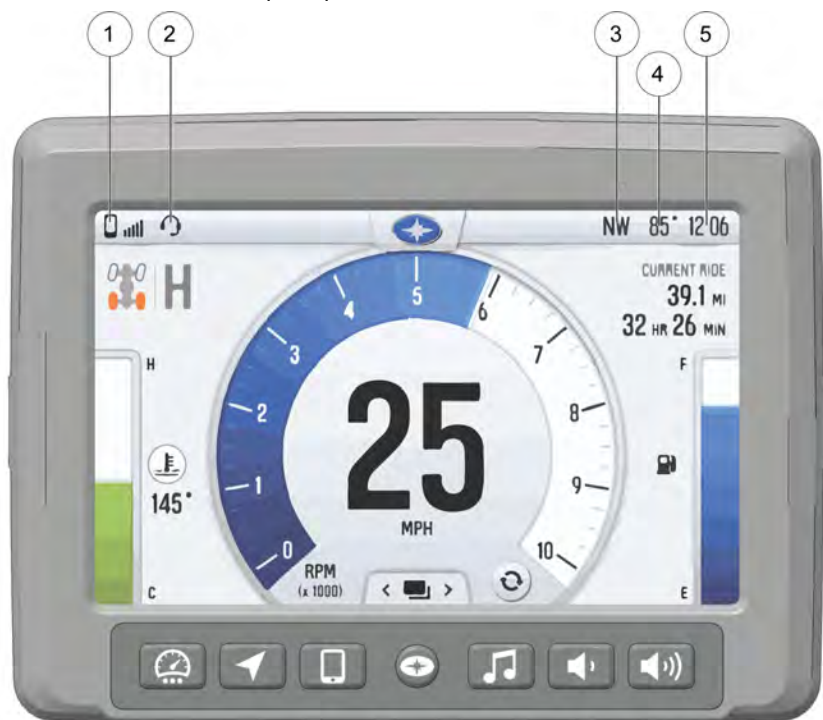 1 2 3 4 5
NW 85° 12:06
H
CURRENT RIDE
39.1 MI
32 HR 26 MIN
H
F
0 1 2 3 4 5 6 7 8 9 10
145°
25
MPH
RPM
(x 1000)
C
E